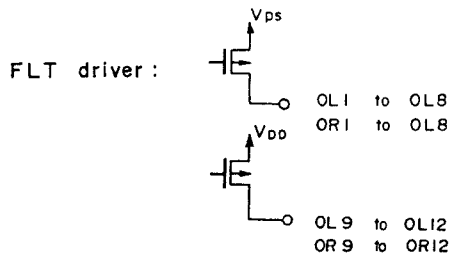 VPS
FLT driver :
OL1 to OL8
OR1 to OL8
VDD
OL9 to OL12
OR9 to OR12